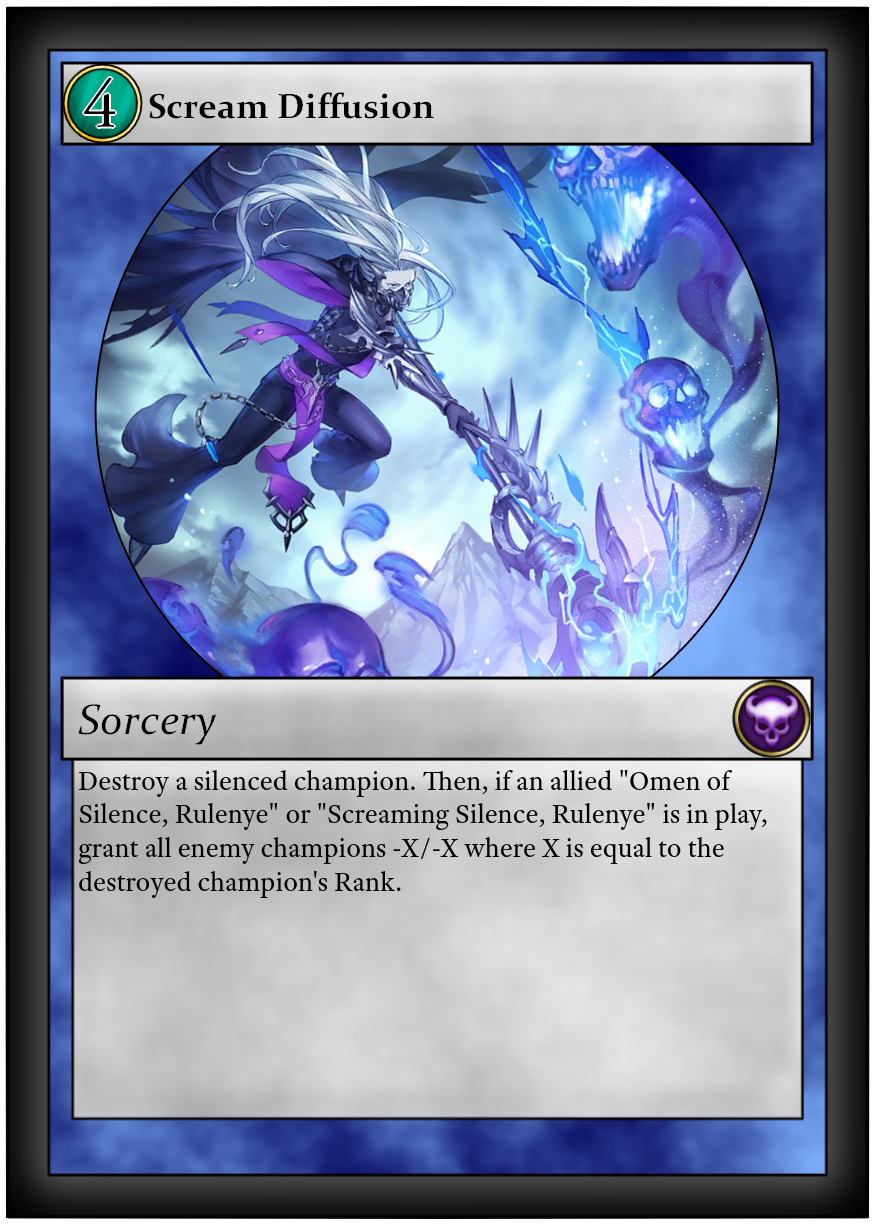 4 Scream Diffusion
Sorcery
Destroy a silenced champion. Then, if an allied "Omen of
Silence, Rulenye" or "Screaming Silence, Rulenye" is in play,
grant all enemy champions -X/-X where X is equal to the
destroyed champion's Rank.